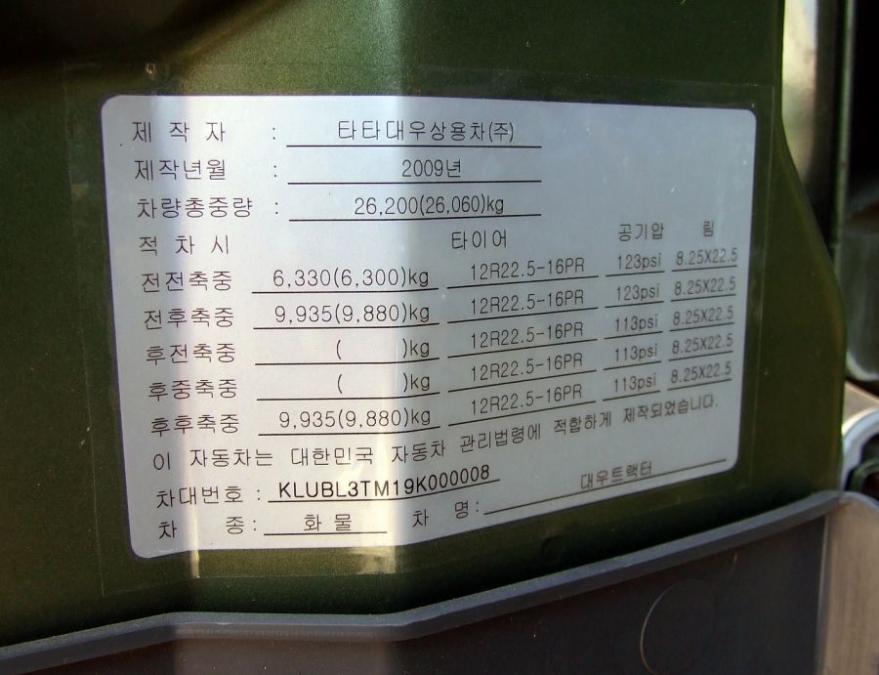 제 작 자 : 타타대우상용차(주)
제작년월 : 2009년
차량총중량 : 26,200(26,060)kg
적 차 시 타이어 공기압 림
전전축중 6,330(6,300)kg 12R22.5-16PR 123psi 8.25X22.5
전후축중 9,935(9,880)kg 12R22.5-16PR 123psi 8.25X22.5
후전축중 ( )kg 12R22.5-16PR 113psi 8.25X22.5
후중축중 ( )kg 12R22.5-16PR 113psi 8.25X22.5
후후축중 9,935(9,880)kg 12R22.5-16PR 113psi 8.25X22.5
이 자동차는 대한민국 자동차 관리법령에 적합하게 제작되었습니다.
차대번호 : KLUBL3TM19K000008
차 종 : 화 물 차 명 : 대우트랙터